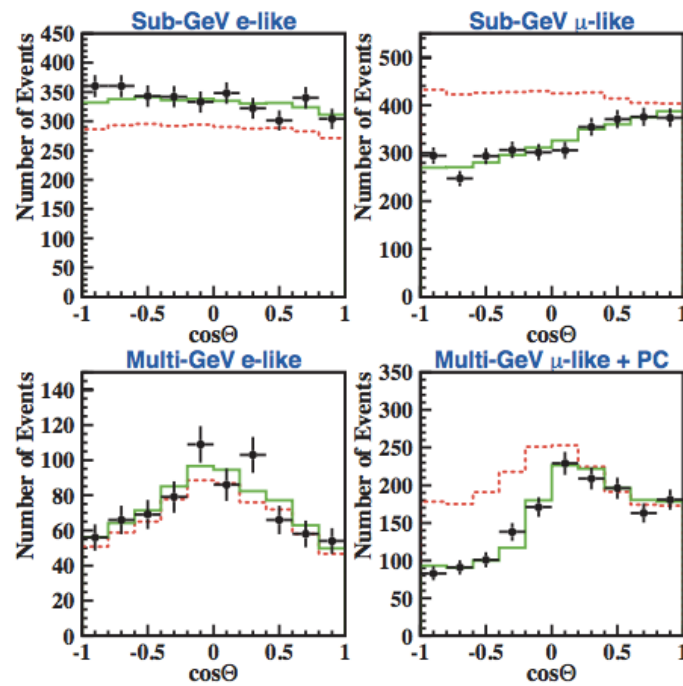 Sub-GeV e-like
Number of Events
450
400
350
300
250
200
150
100
50
0
-1 -0.5 0 0.5 1
cosΘ
Sub-GeV μ-like
Number of Events
500
400
300
200
100
0
-1 -0.5 0 0.5 1
cosΘ
Multi-GeV e-like
Number of Events
140
120
100
80
60
40
20
0
-1 -0.5 0 0.5 1
cosΘ
Multi-GeV μ-like + PC
Number of Events
350
300
250
200
150
100
50
0
-1 -0.5 0 0.5 1
cosΘ